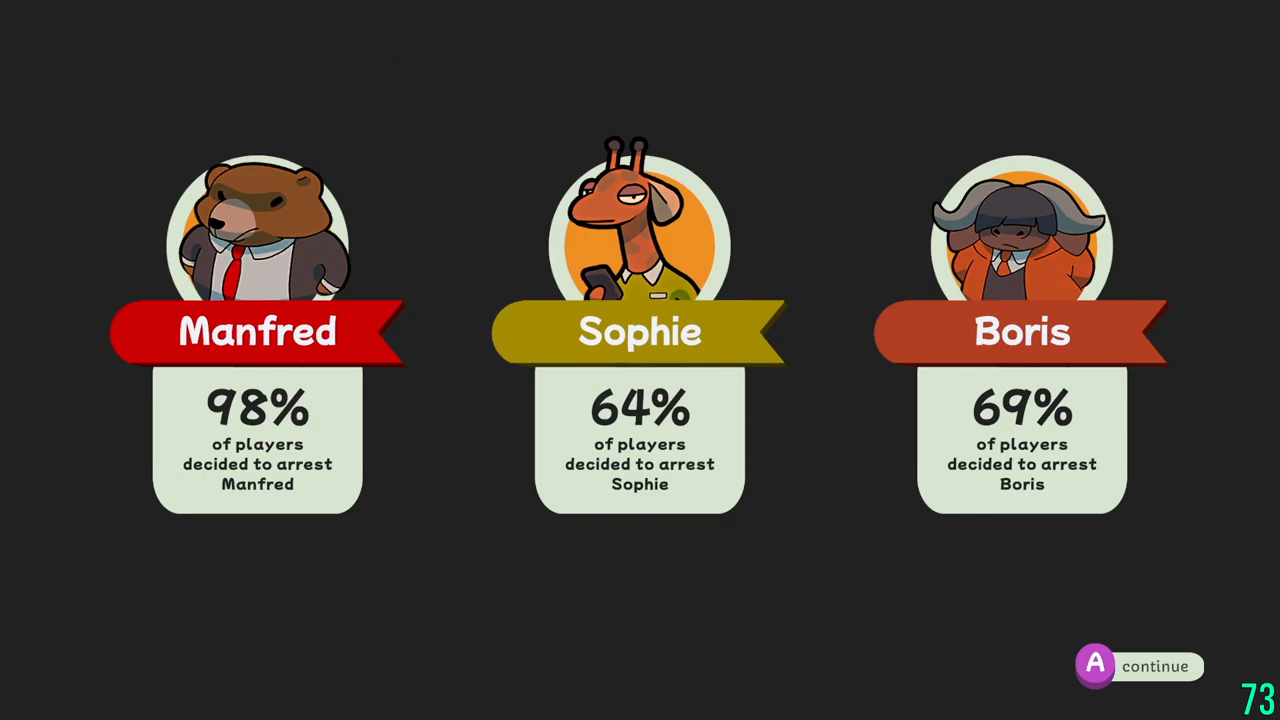 Manfred
98%
of players
decided to arrest
Manfred
Sophie
64%
of players
decided to arrest
Sophie
Boris
69%
of players
decided to arrest
Boris
A continue
73